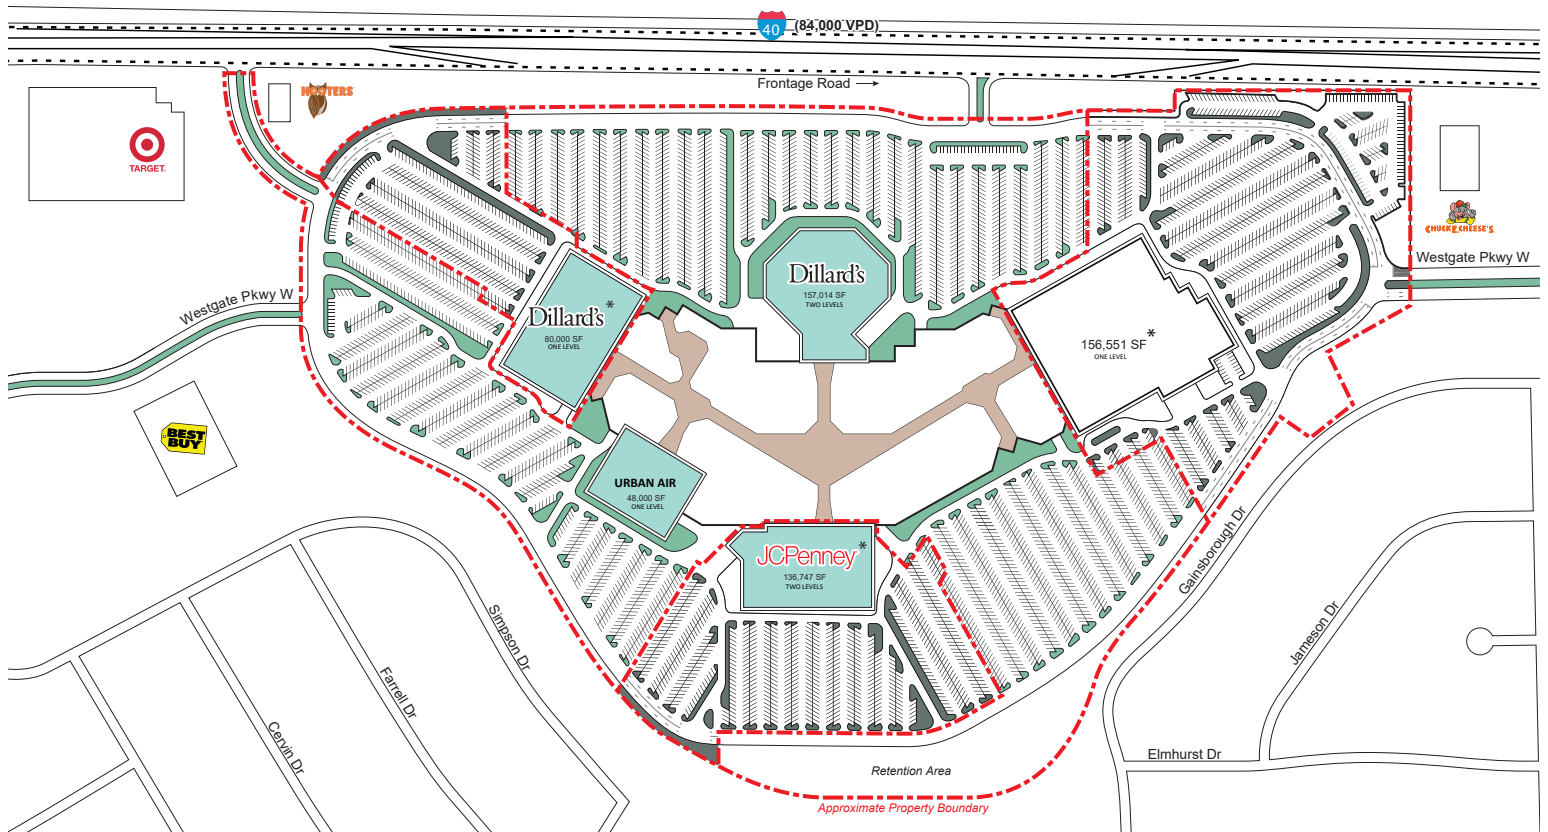 40
(84,000 VPD)
Frontage Road
HOOTERS
TARGET
CHUCK E. CHEESE'S
Westgate Pkwy W
Westgate Pkwy W
Dillard's
157,014 SF
TWO LEVELS
Dillard's *
80,000 SF
ONE LEVEL
156,551 SF *
ONE LEVEL
BEST
BUY
URBAN AIR
48,000 SF
ONE LEVEL
JCPenney *
136,747 SF
TWO LEVELS
Gainsborough Dr
Simpson Dr
Jameson Dr
Farrell Dr
Cervin Dr
Elmhurst Dr
Retention Area
Approximate Property Boundary